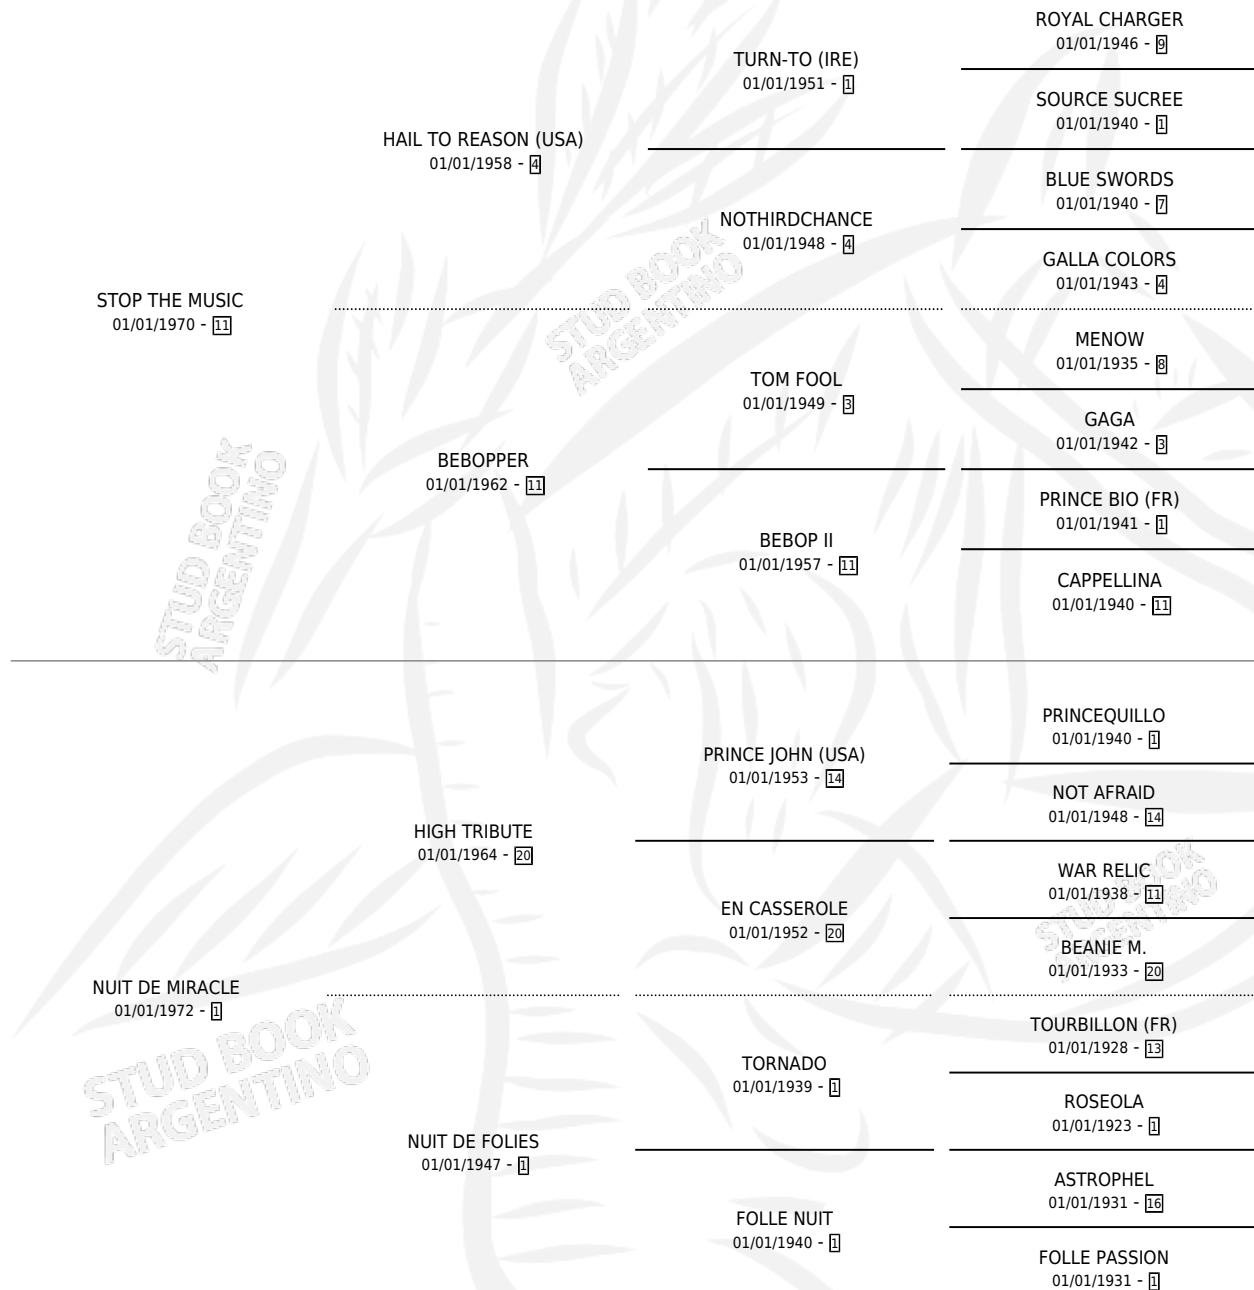 ROYAL CHARGER
01/01/1946 - 9
TURN-TO (IRE)
01/01/1951 - 1
SOURCE SUCREE
01/01/1940 - 1
HAIL TO REASON (USA)
01/01/1958 - 4
BLUE SWORDS
01/01/1940 - 7
NOTHIRDCHANCE
01/01/1948 - 4
GALLA COLORS
01/01/1943 - 4
STOP THE MUSIC
01/01/1970 - 11
MENOW
01/01/1935 - 8
TOM FOOL
01/01/1949 - 3
GAGA
01/01/1942 - 3
BEBOPPER
01/01/1962 - 11
PRINCE BIO (FR)
01/01/1941 - 1
BEBOP II
01/01/1957 - 11
CAPPELLINA
01/01/1940 - 11
PRINCEQUILLO
01/01/1940 - 1
PRINCE JOHN (USA)
01/01/1953 - 14
NOT AFRAID
01/01/1948 - 14
HIGH TRIBUTE
01/01/1964 - 20
WAR RELIC
01/01/1938 - 11
EN CASSEROLE
01/01/1952 - 20
BEANIE M.
01/01/1933 - 20
NUIT DE MIRACLE
01/01/1972 - 1
TOURBILLON (FR)
01/01/1928 - 13
TORNADO
01/01/1939 - 1
ROSEOLA
01/01/1923 - 1
NUIT DE FOLIES
01/01/1947 - 1
ASTROPHEL
01/01/1931 - 16
FOLLE NUIT
01/01/1940 - 1
FOLLE PASSION
01/01/1931 - 1
STUD BOOK
ARGENTINO
STUD BOOK
ARGENTINO
STUD BOOK
ARGENTINO
STUD BOOK
ARGENTINO